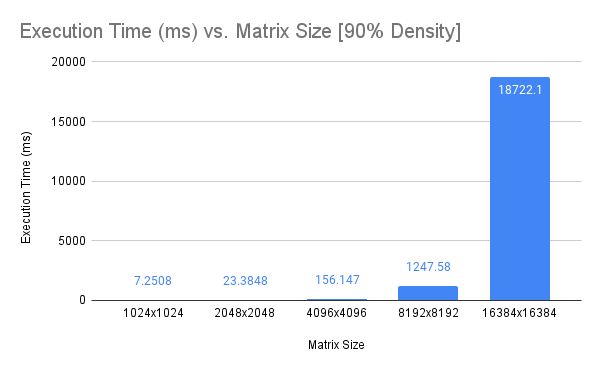 Execution Time (ms) vs. Matrix Size [90% Density]
20000
15000
10000
5000
0
Execution Time (ms)
7.2508
23.3848
156.147
1247.58
18722.1
1024x1024
2048x2048
4096x4096
8192x8192
16384x16384
Matrix Size